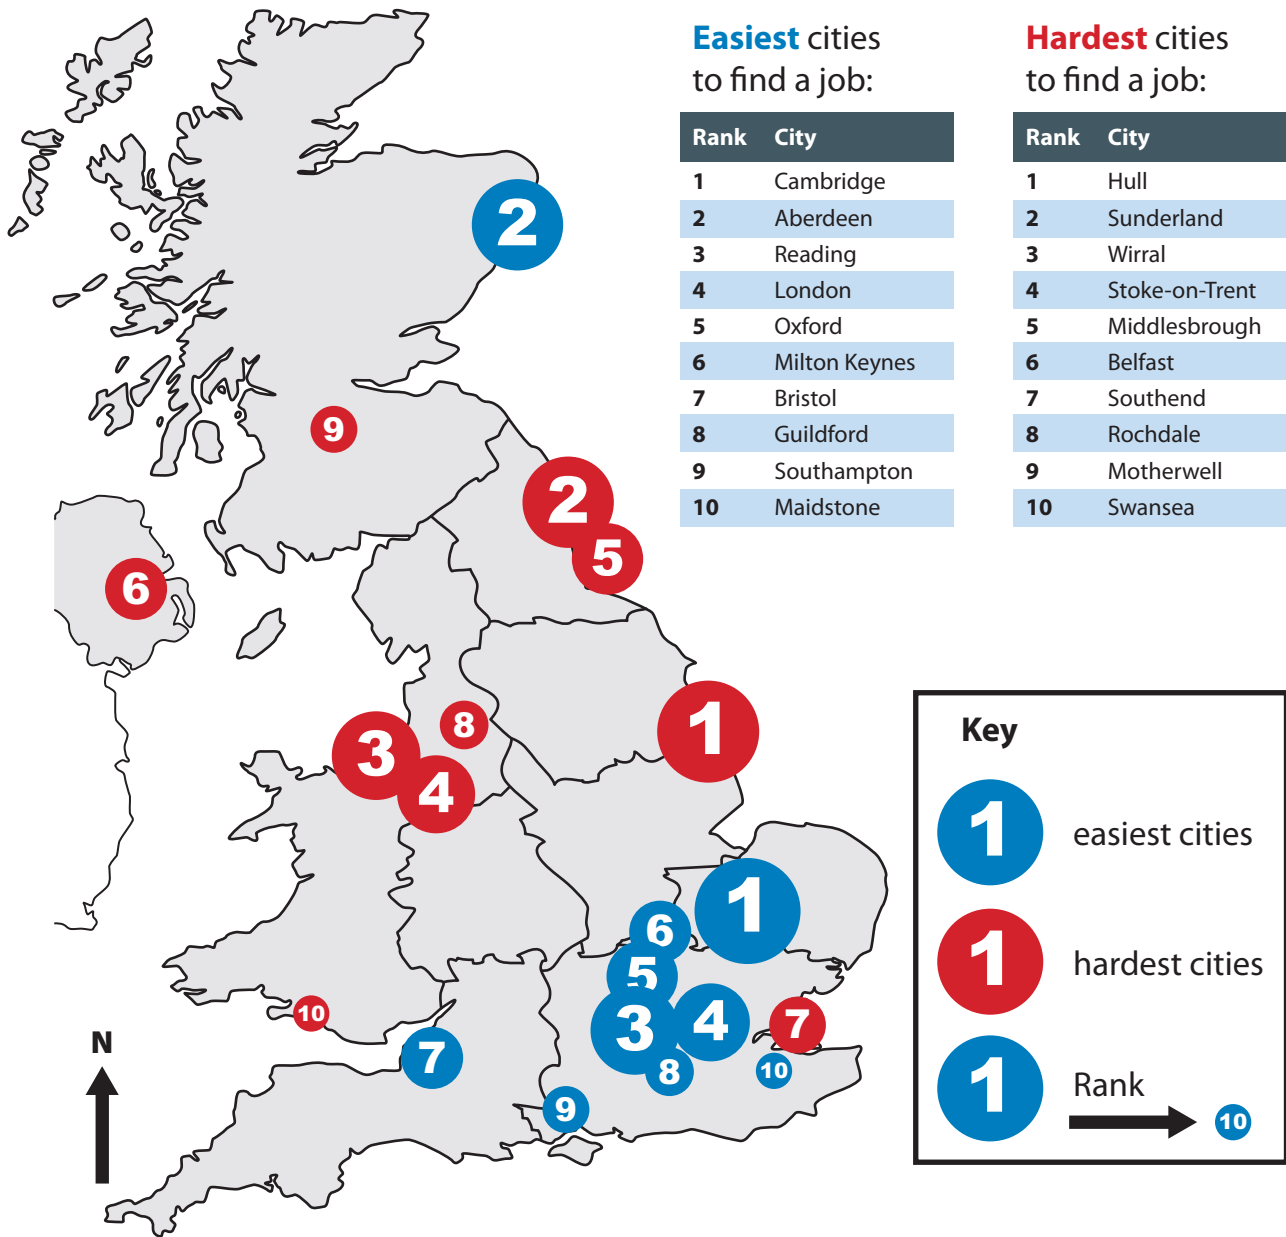 Easiest cities
to find a job:
Rank City
1 Cambridge
2 Aberdeen
3 Reading
4 London
5 Oxford
6 Milton Keynes
7 Bristol
8 Guildford
9 Southampton
10 Maidstone
Hardest cities
to find a job:
Rank City
1 Hull
2 Sunderland
3 Wirral
4 Stoke-on-Trent
5 Middlesbrough
6 Belfast
7 Southend
8 Rochdale
9 Motherwell
10 Swansea
2
9
2
5
6
1
8
3
4
1
6
5
3
4
7
10
7
8
10
9
N
Key
1 easiest cities
1 hardest cities
1 Rank 10